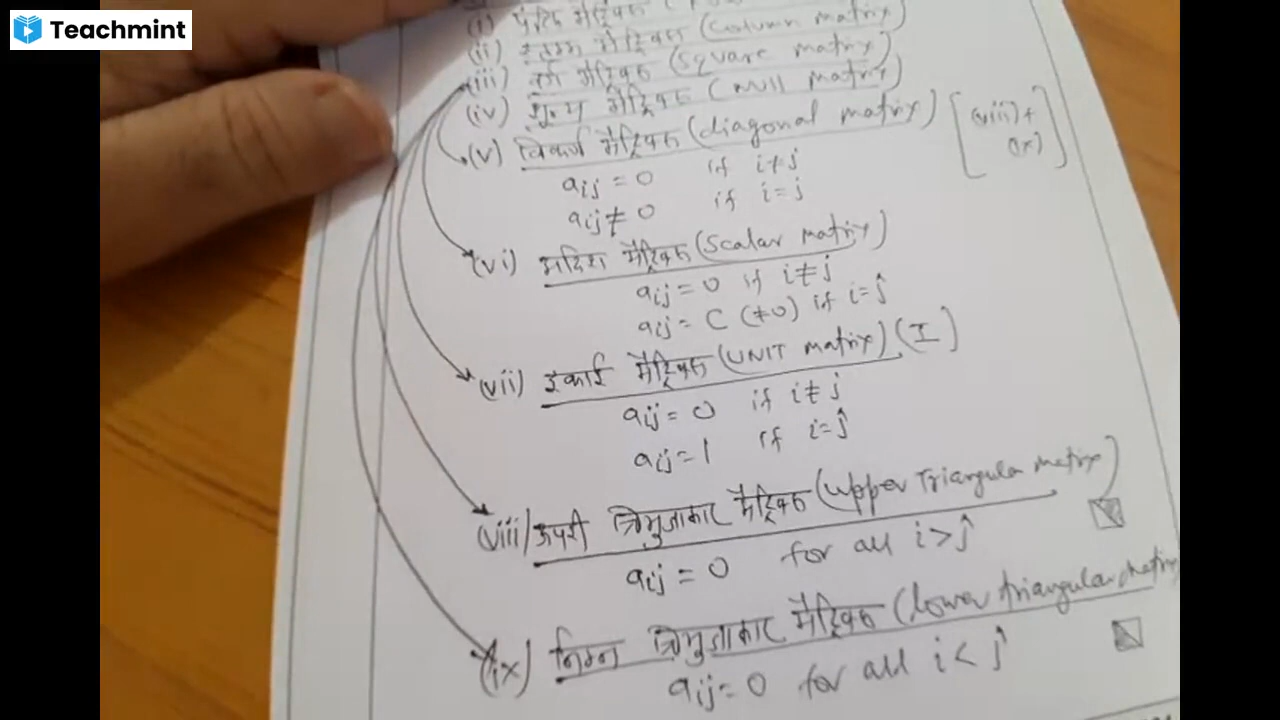 Teachmint
(i) पंक्ति मैट्रिक्स (
(ii) स्तम्भ मैट्रिक्स (Column matrix)
(iii) वर्ग मैट्रिक्स (square matrix)
(iv) शून्य मैट्रिक्स (Null matrix)
(v) विकर्ण मैट्रिक्स (diagonal matrix) [(viii)+(ix)]
aij = 0 if i≠j
aij ≠ 0 if i=j
(vi) अदिश मैट्रिक्स (Scalar matrix)
aij = 0 if i≠j
aij = C (≠0) if i=j
(vii) इकाई मैट्रिक्स (UNIT matrix) (I)
aij = 0 if i≠j
aij = 1 if i=j
(viii) ऊपरी त्रिभुजाकार मैट्रिक्स (Upper Triangular matrix)
aij = 0 for all i>j
(ix) निम्न त्रिभुजाकार मैट्रिक्स (lower triangular matrix
aij = 0 for all i<j